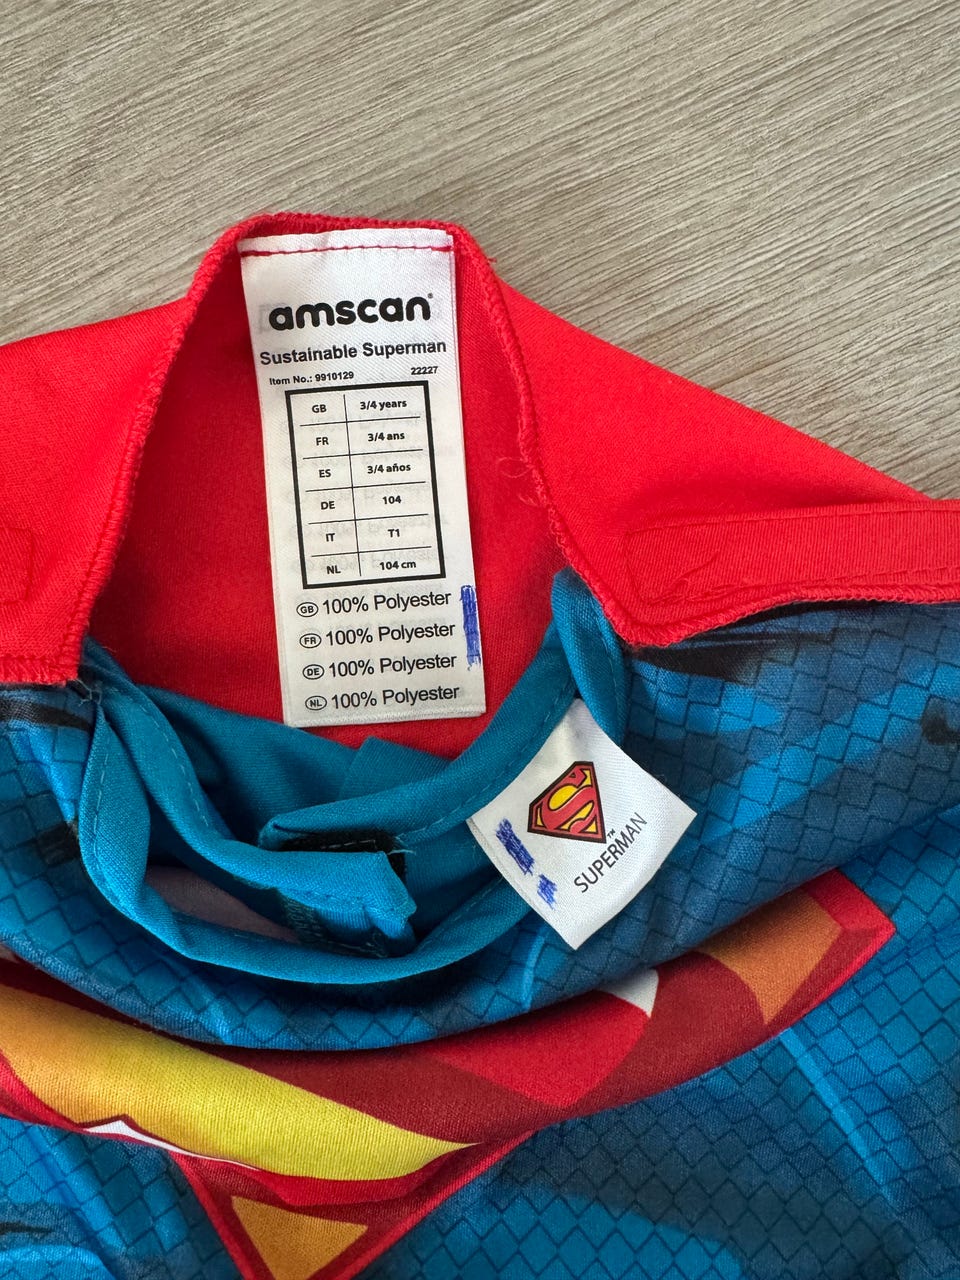 amscan®
Sustainable Superman
Item No.: 9910129 22227
GB 3/4 years
FR 3/4 ans
ES 3/4 años
DE 104
IT T1
NL 104 cm
GB 100% Polyester
FR 100% Polyester
DE 100% Polyester
NL 100% Polyester
S
SUPERMAN™